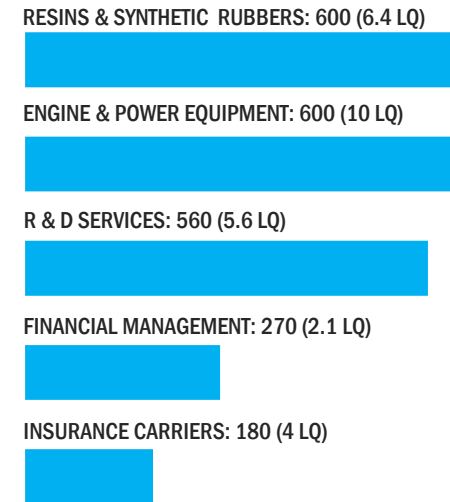 RESINS & SYNTHETIC RUBBERS: 600 (6.4 LQ)
ENGINE & POWER EQUIPMENT: 600 (10 LQ)
R & D SERVICES: 560 (5.6 LQ)
FINANCIAL MANAGEMENT: 270 (2.1 LQ)
INSURANCE CARRIERS: 180 (4 LQ)